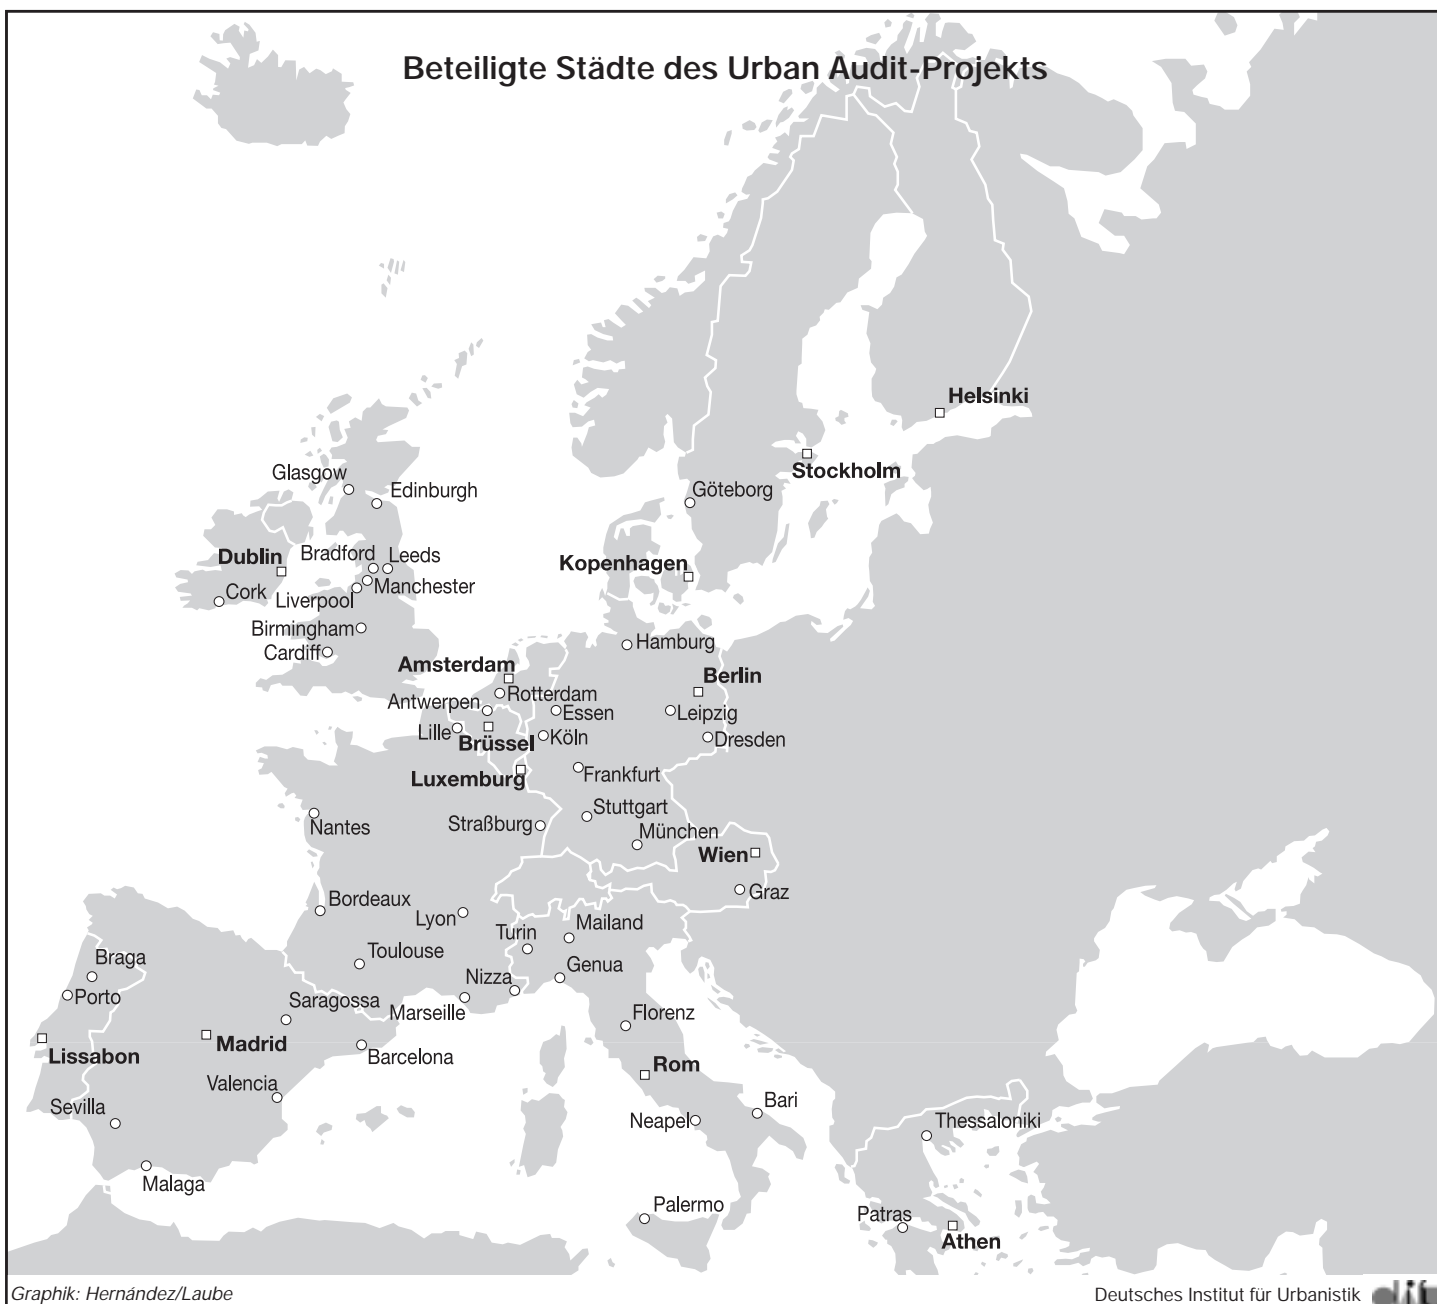 Beteiligte Städte des Urban Audit-Projekts
Helsinki
Stockholm
Glasgow
Edinburgh
Göteborg
Dublin
Bradford
Leeds
Kopenhagen
Cork
Liverpool
Manchester
Birmingham
Cardiff
Hamburg
Amsterdam
Berlin
Antwerpen
Rotterdam
Essen
Leipzig
Lille
Brüssel
Köln
Dresden
Luxemburg
Frankfurt
Nantes
Straßburg
Stuttgart
München
Wien
Graz
Bordeaux
Lyon
Turin
Mailand
Braga
Toulouse
Nizza
Genua
Porto
Saragossa
Marseille
Florenz
Lissabon
Madrid
Barcelona
Rom
Valencia
Sevilla
Neapel
Bari
Thessaloniki
Malaga
Palermo
Patras
Athen
Graphik: Hernández/Laube
Deutsches Institut für Urbanistik